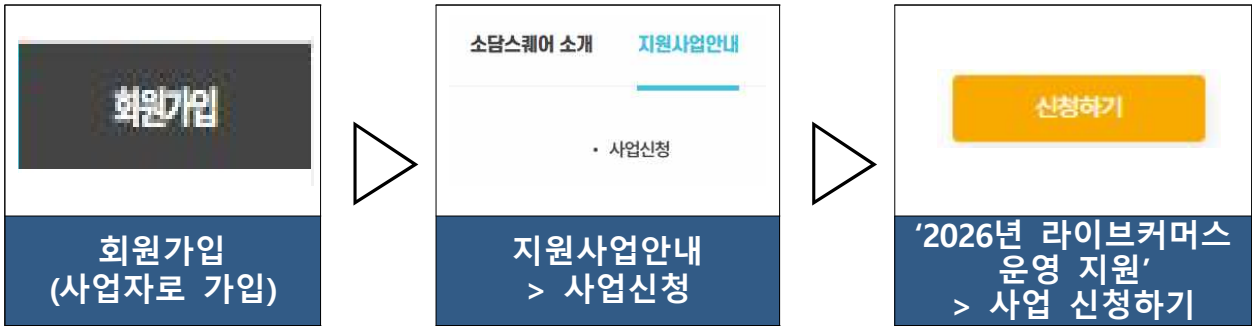 회원가입
회원가입
(사업자로 가입)
소담스퀘어 소개 지원사업안내
• 사업신청
지원사업안내
> 사업신청
신청하기
‘2026년 라이브커머스
운영 지원’
> 사업 신청하기